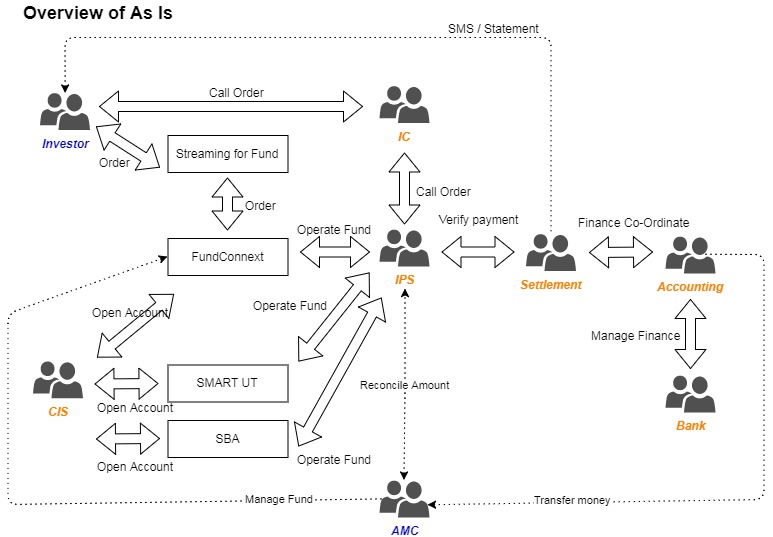 Overview of As Is
SMS / Statement
Call Order
Investor
IC
Order
Streaming for Fund
Call Order
Order
Verify payment
Finance Co-Ordinate
Operate Fund
FundConnext
IPS
Settlement
Accounting
Open Account
Operate Fund
Manage Finance
SMART UT
Reconcile Amount
CIS
Open Account
Bank
SBA
Open Account
Operate Fund
Manage Fund
Transfer money
AMC